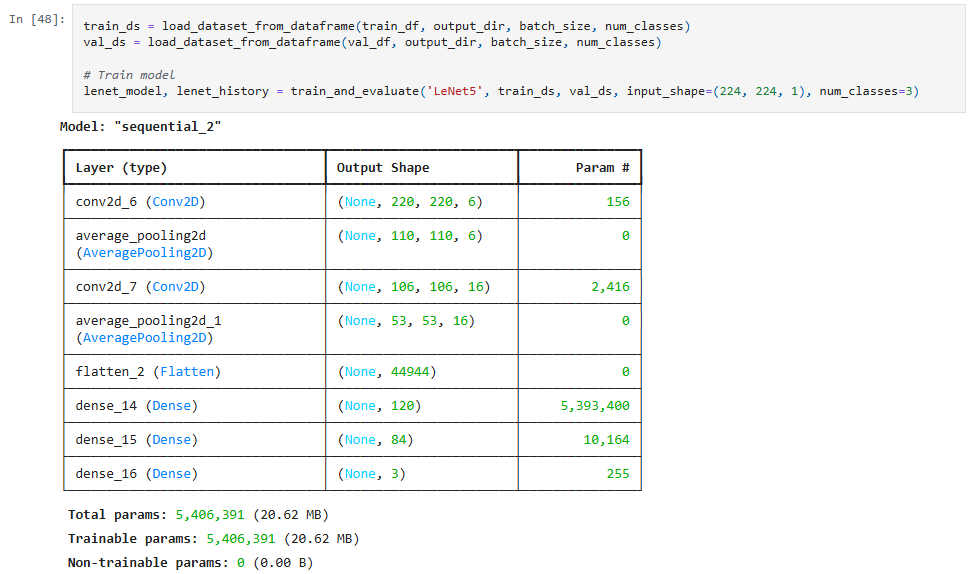 In [48]:
train_ds = load_dataset_from_dataframe(train_df, output_dir, batch_size, num_classes)
val_ds = load_dataset_from_dataframe(val_df, output_dir, batch_size, num_classes)
# Train model
lenet_model, lenet_history = train_and_evaluate('LeNet5', train_ds, val_ds, input_shape=(224, 224, 1), num_classes=3)
Model: "sequential_2"
Layer (type) Output Shape Param #
conv2d_6 (Conv2D) (None, 220, 220, 6) 156
average_pooling2d (None, 110, 110, 6) 0
(AveragePooling2D)
conv2d_7 (Conv2D) (None, 106, 106, 16) 2,416
average_pooling2d_1 (None, 53, 53, 16) 0
(AveragePooling2D)
flatten_2 (Flatten) (None, 44944) 0
dense_14 (Dense) (None, 120) 5,393,400
dense_15 (Dense) (None, 84) 10,164
dense_16 (Dense) (None, 3) 255
Total params: 5,406,391 (20.62 MB)
Trainable params: 5,406,391 (20.62 MB)
Non-trainable params: 0 (0.00 B)